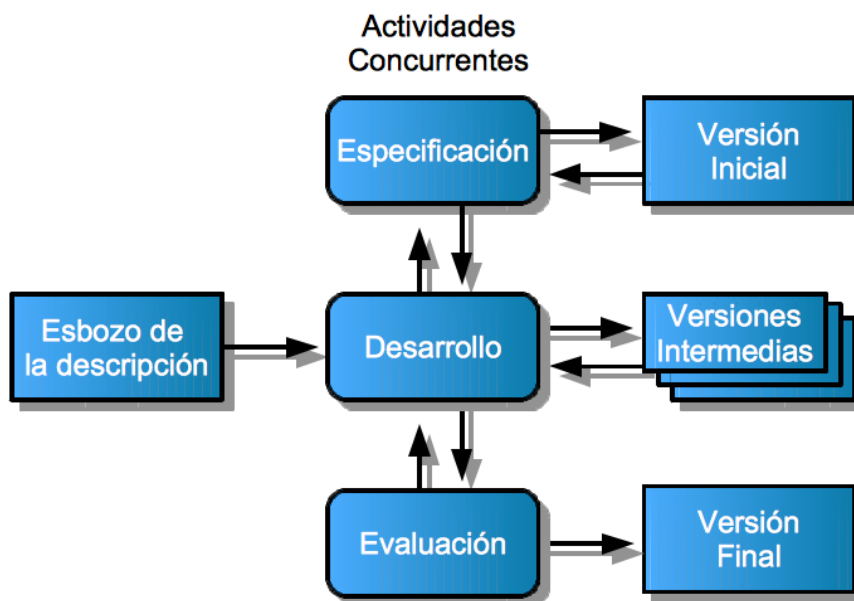 Actividades
Concurrentes
Especificación
Versión
Inicial
Esbozo de
la descripción
Desarrollo
Versiones
Intermedias
Evaluación
Versión
Final